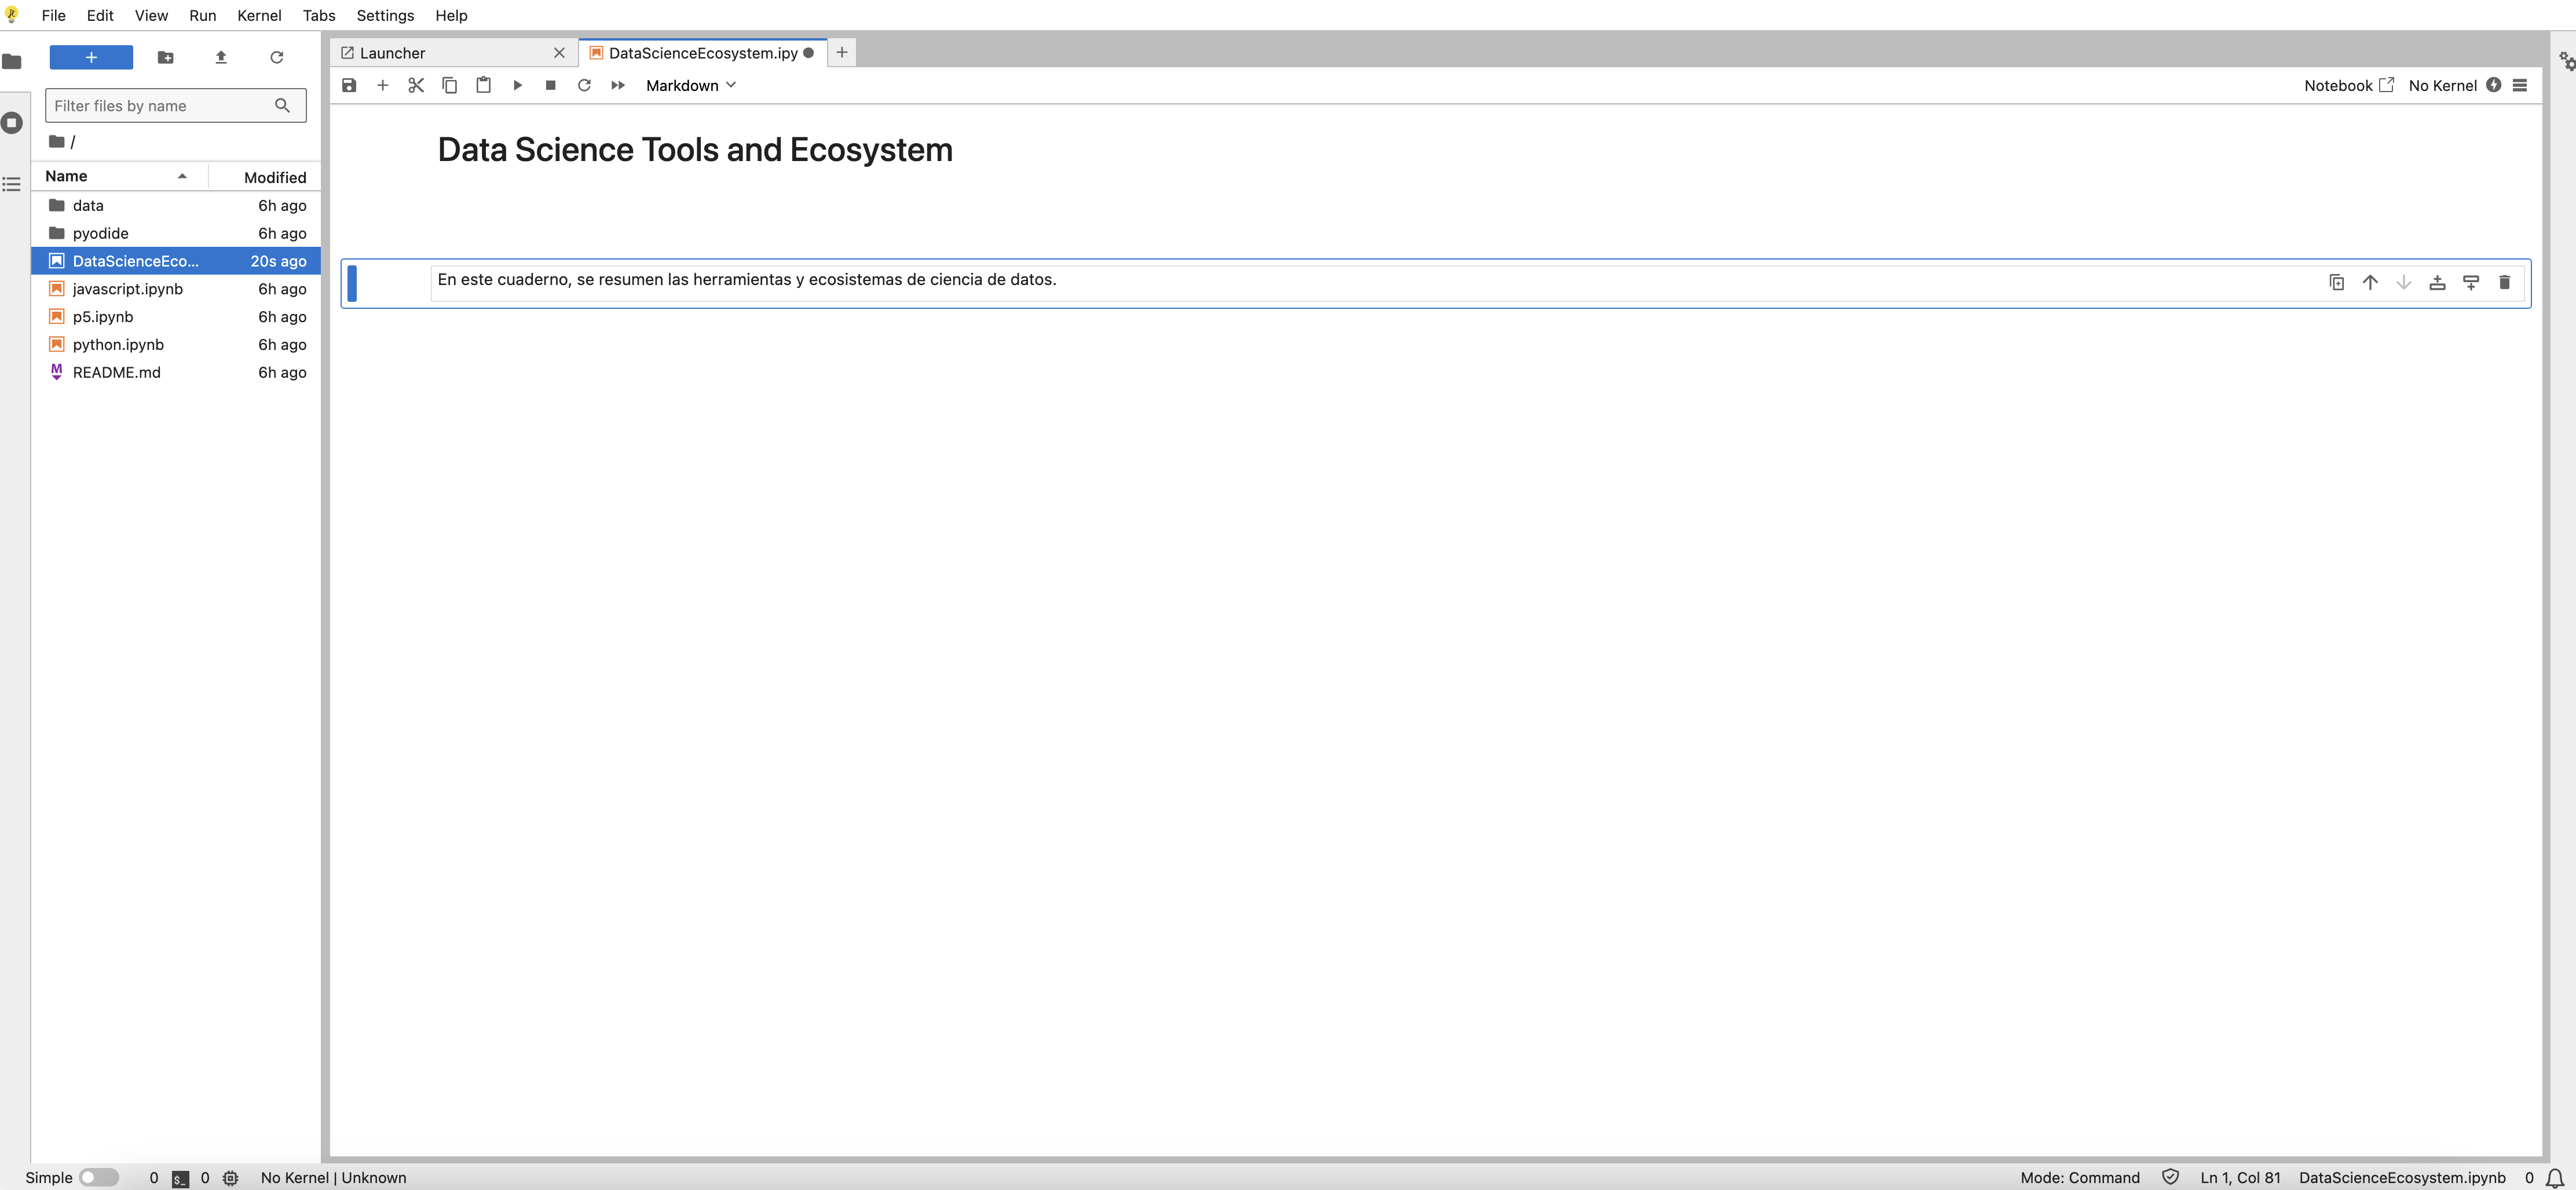 File Edit View Run Kernel Tabs Settings Help
Launcher
DataScienceEcosystem.ipy
Markdown
Notebook
No Kernel
Filter files by name
/
Name Modified
data 6h ago
pyodide 6h ago
DataScienceEco... 20s ago
javascript.ipynb 6h ago
p5.ipynb 6h ago
python.ipynb 6h ago
README.md 6h ago
Data Science Tools and Ecosystem
En este cuaderno, se resumen las herramientas y ecosistemas de ciencia de datos.
Simple 0 $_ 0 No Kernel | Unknown Mode: Command Ln 1, Col 81 DataScienceEcosystem.ipynb 0